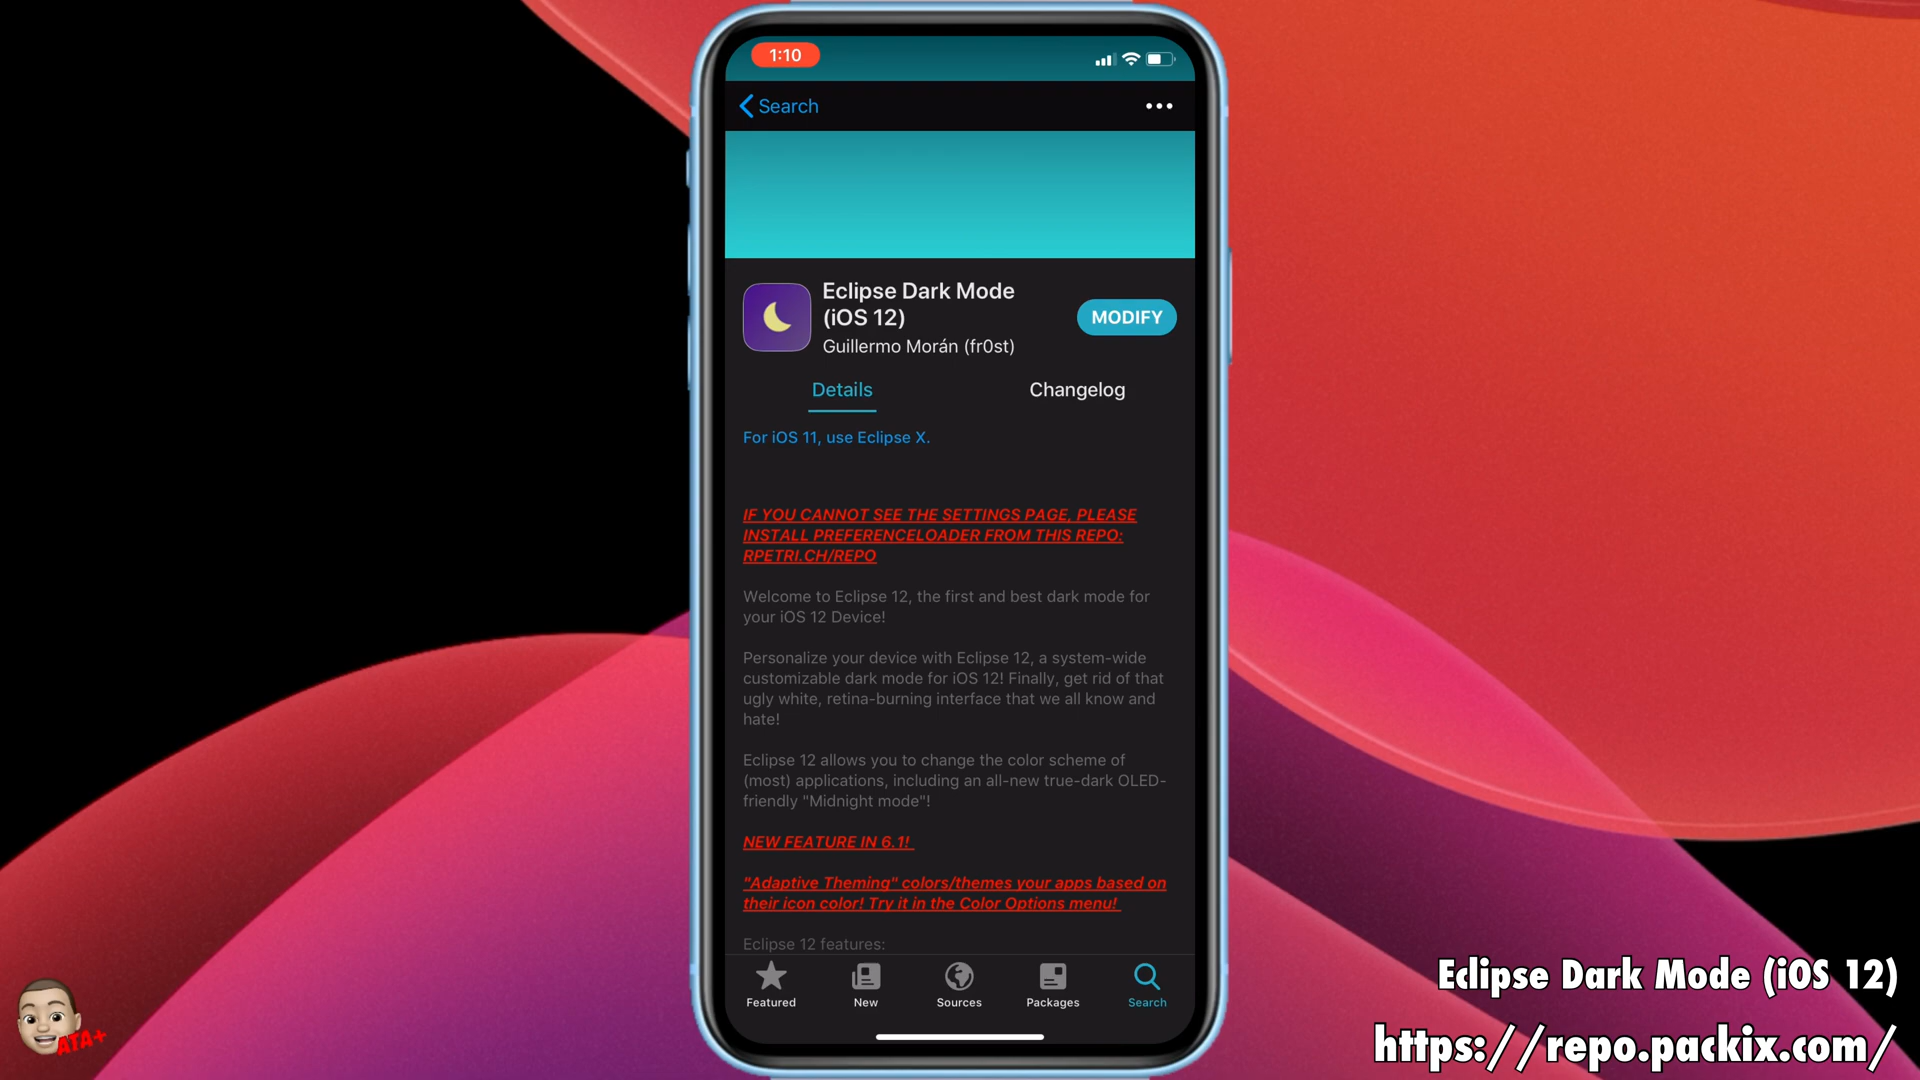 1:10
Search
Eclipse Dark Mode
(iOS 12)
Guillermo Morán (fr0st)
MODIFY
Details
Changelog
For iOS 11, use Eclipse X.
IF YOU CANNOT SEE THE SETTINGS PAGE, PLEASE
INSTALL PREFERENCELOADER FROM THIS REPO:
RPETRI.CH/REPO
Welcome to Eclipse 12, the first and best dark mode for
your iOS 12 Device!
Personalize your device with Eclipse 12, a system-wide
customizable dark mode for iOS 12! Finally, get rid of that
ugly white, retina-burning interface that we all know and
hate!
Eclipse 12 allows you to change the color scheme of
(most) applications, including an all-new true-dark OLED-
friendly "Midnight mode"!
NEW FEATURE IN 6.1!
"Adaptive Theming" colors/themes your apps based on
their icon color! Try it in the Color Options menu!
Eclipse 12 features:
Featured
New
Sources
Packages
Search
ATA+
Eclipse Dark Mode (iOS 12)
https://repo.packix.com/